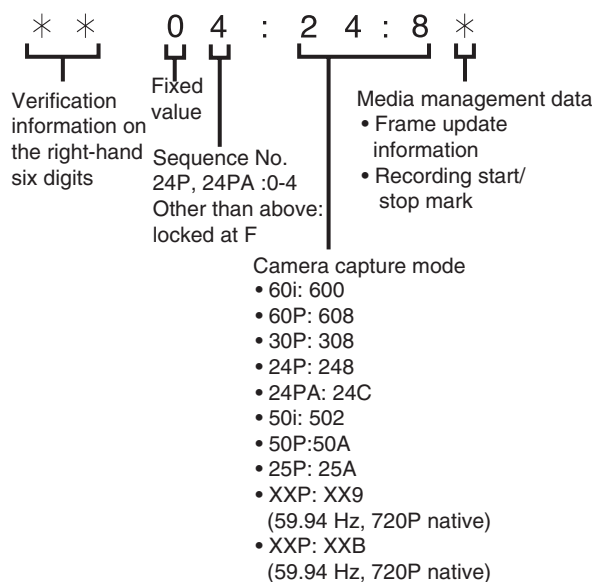 ＊ ＊ 0 4 : 2 4 : 8 ＊
Verification
information on
the right-hand
six digits
Fixed
value
Sequence No.
24P, 24PA :0-4
Other than above:
locked at F
Media management data
• Frame update
information
• Recording start/
stop mark
Camera capture mode
• 60i: 600
• 60P: 608
• 30P: 308
• 24P: 248
• 24PA: 24C
• 50i: 502
• 50P:50A
• 25P: 25A
• XXP: XX9
(59.94 Hz, 720P native)
• XXP: XXB
(59.94 Hz, 720P native)